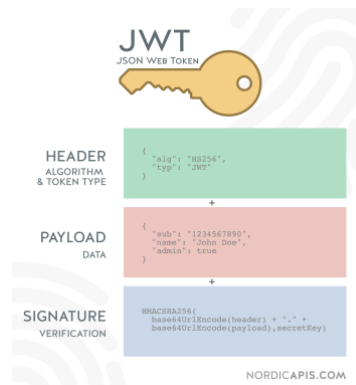 JWT
JSON WEB TOKEN
HEADER
ALGORITHM
& TOKEN TYPE
{
"alg": "HS256",
"typ": "JWT"
}
+
PAYLOAD
DATA
{
"sub": "1234567890",
"name": "John Doe",
"admin": true
}
+
SIGNATURE
VERIFICATION
HMACSHA256(
base64UrlEncode(header) + "." +
base64UrlEncode(payload),secretKey)
NORDICAPIS.COM